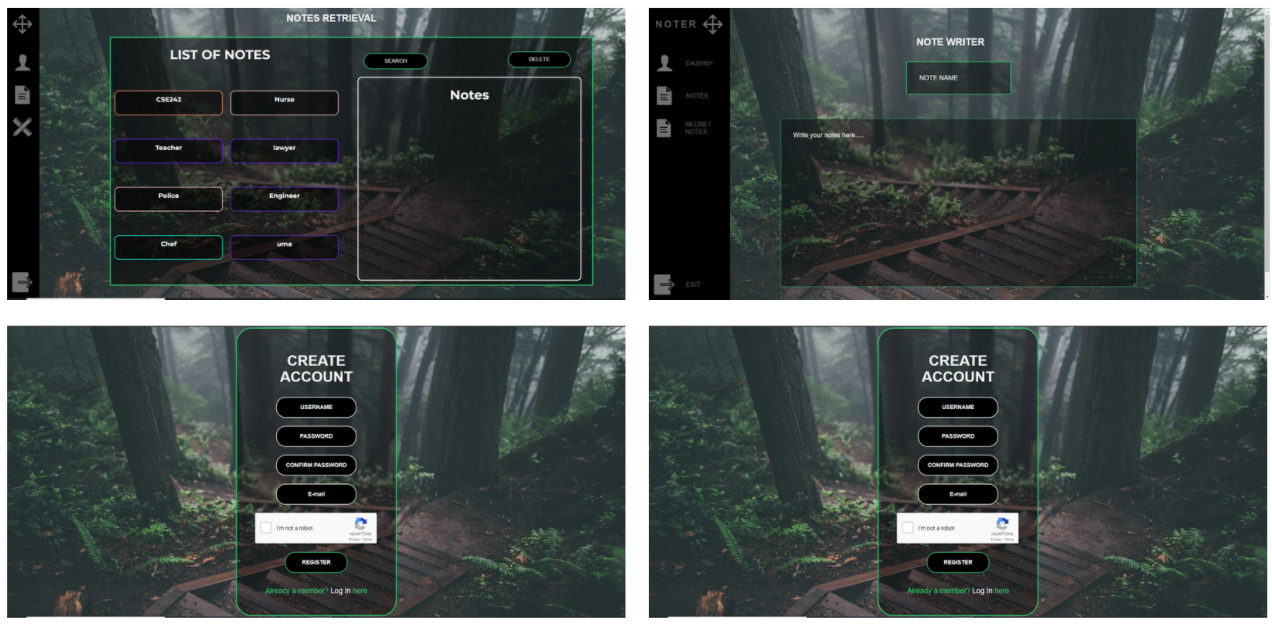 NOTES RETRIEVAL
LIST OF NOTES
SEARCH
DELETE
CSE242
Nurse
Notes
Teacher
lawyer
Police
Engineer
Chef
uma
NOTER
NOTE WRITER
DASHNY
NOTE NAME
NOTES
SECRET
NOTES
Write your notes here.....
EXIT
CREATE
ACCOUNT
USERNAME
PASSWORD
CONFIRM PASSWORD
E-mail
I'm not a robot
reCAPTCHA
Privacy - Terms
REGISTER
Already a member? Log In here
CREATE
ACCOUNT
USERNAME
PASSWORD
CONFIRM PASSWORD
E-mail
I'm not a robot
reCAPTCHA
Privacy - Terms
REGISTER
Already a member? Log In here